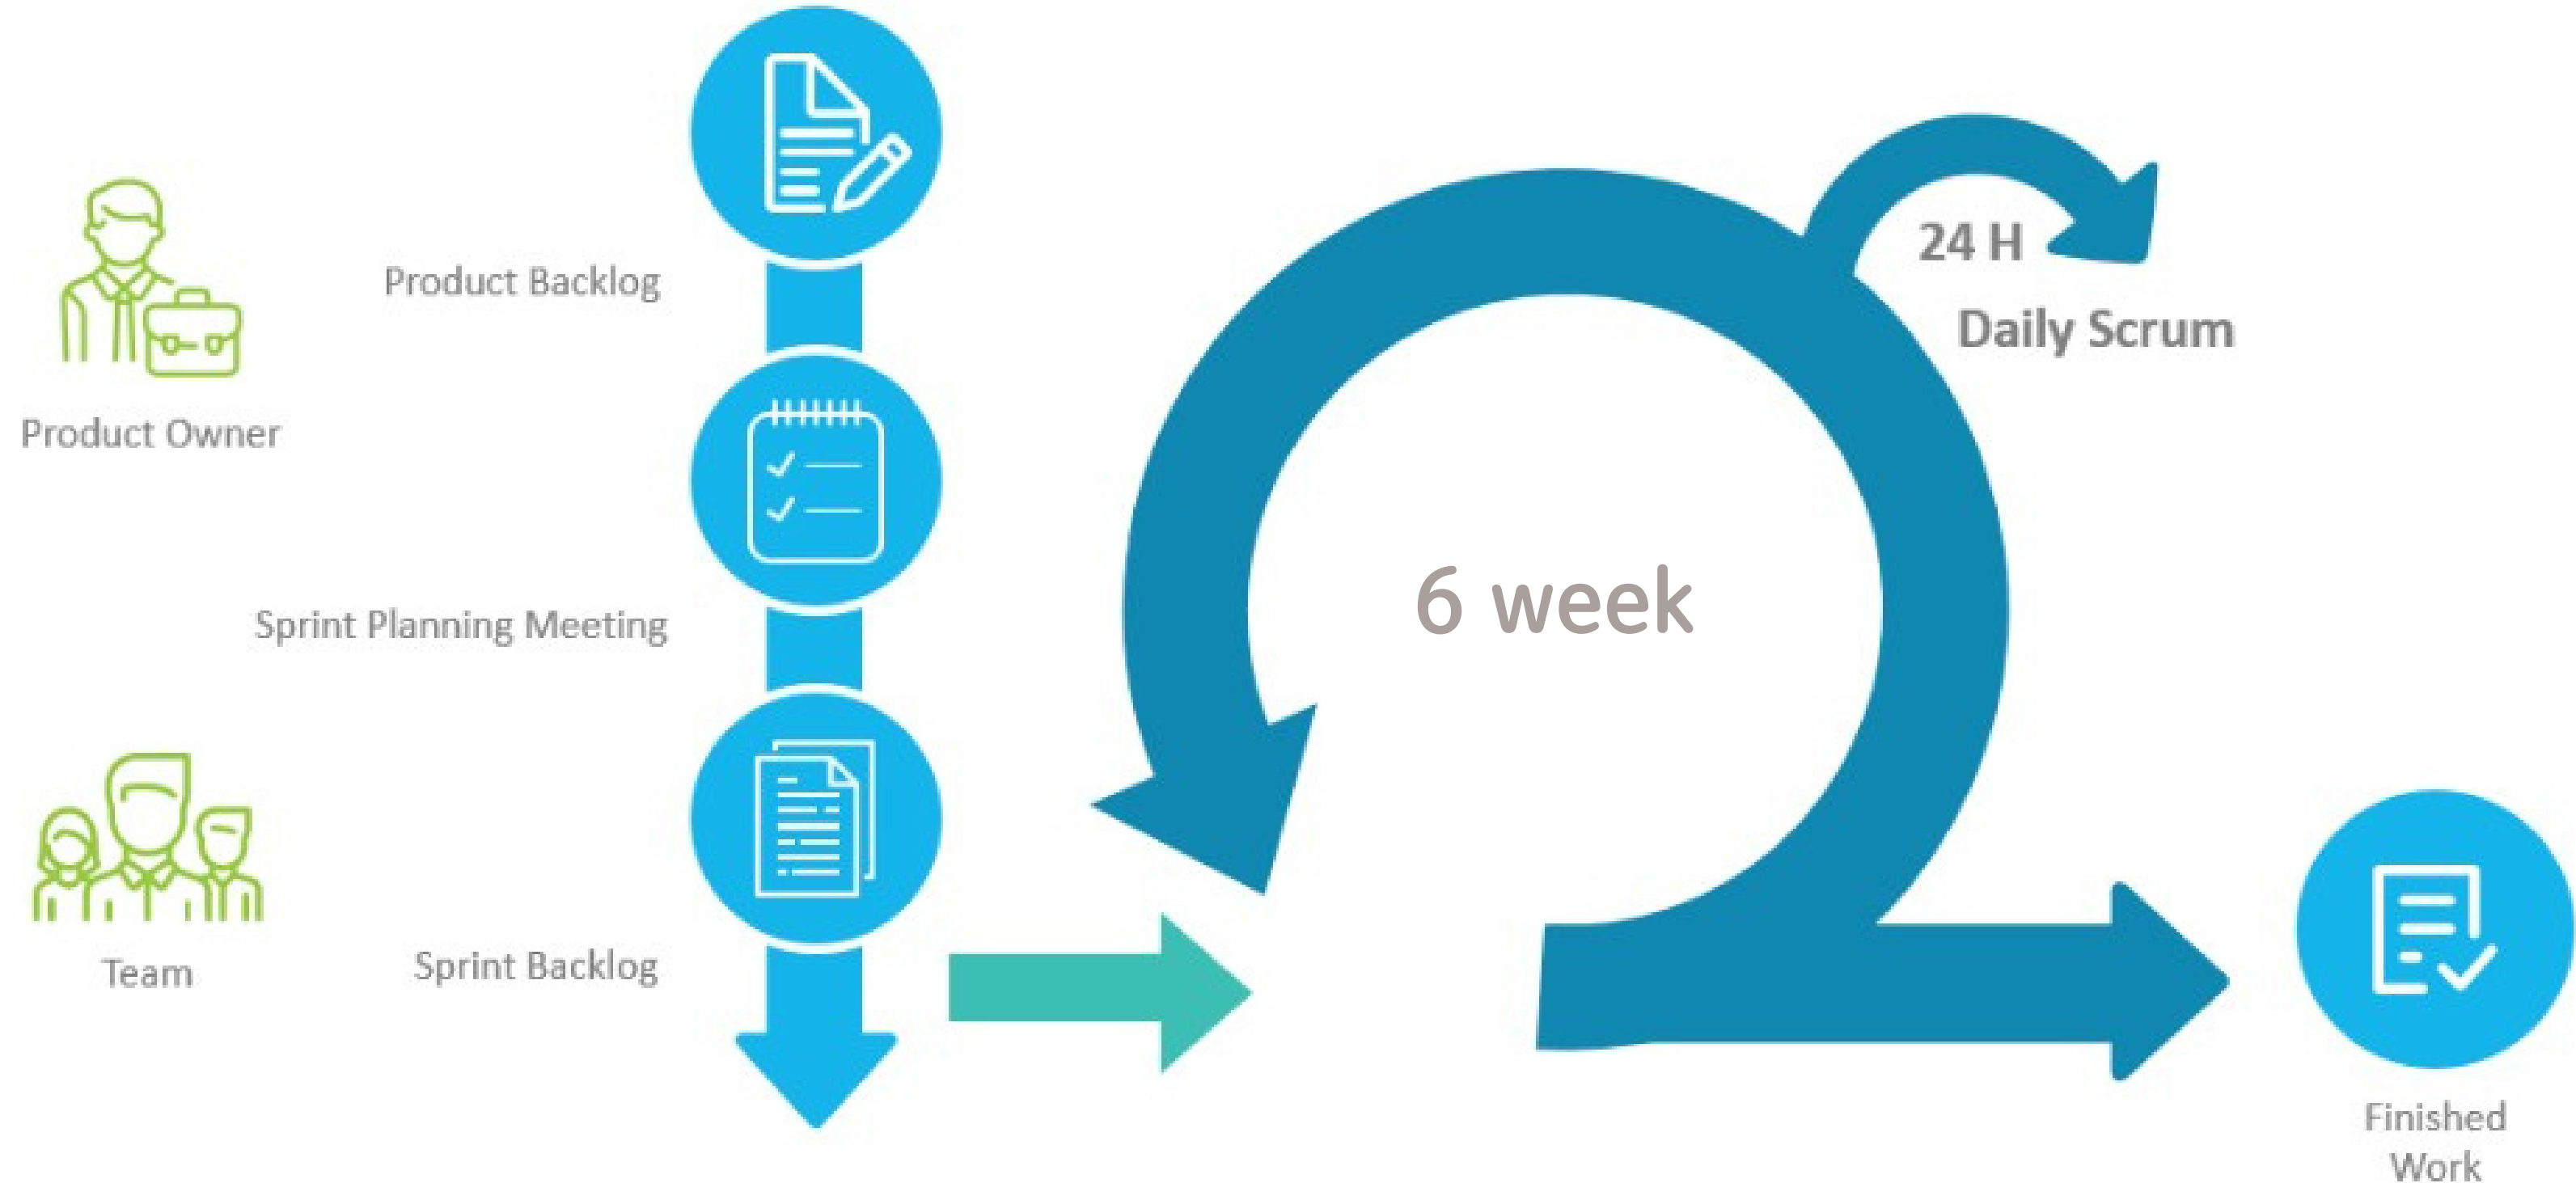 Product Owner
Team
Product Backlog
Sprint Planning Meeting
Sprint Backlog
6 week
24 H
Daily Scrum
Finished
Work